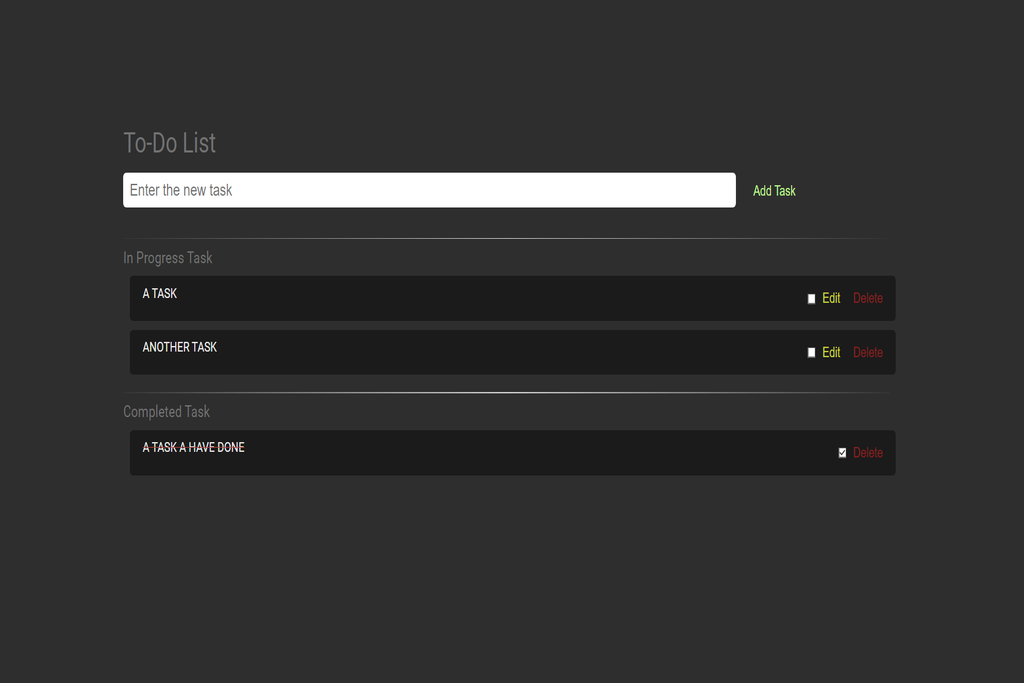 To-Do List
Enter the new task
Add Task
In Progress Task
A TASK
Edit Delete
ANOTHER TASK
Edit Delete
Completed Task
A TASK A HAVE DONE
Delete